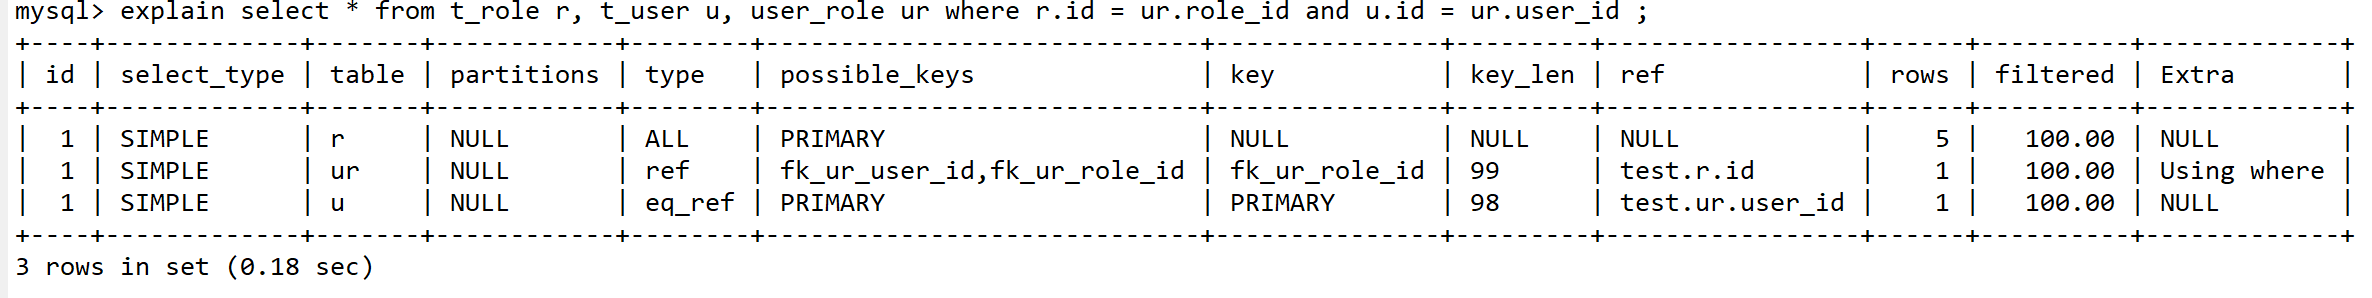 mysql> explain select * from t_role r, t_user u, user_role ur where r.id = ur.role_id and u.id = ur.user_id ;
+----+-------------+-------+------------+--------+-----------------------------+---------------+---------+-----------------+------+----------+-------------+
| id | select_type | table | partitions | type   | possible_keys               | key           | key_len | ref             | rows | filtered | Extra       |
+----+-------------+-------+------------+--------+-----------------------------+---------------+---------+-----------------+------+----------+-------------+
|  1 | SIMPLE      | r     | NULL       | ALL    | PRIMARY                     | NULL          | NULL    | NULL            |    5 |   100.00 | NULL        |
|  1 | SIMPLE      | ur    | NULL       | ref    | fk_ur_user_id,fk_ur_role_id | fk_ur_role_id | 99      | test.r.id       |    1 |   100.00 | Using where |
|  1 | SIMPLE      | u     | NULL       | eq_ref | PRIMARY                     | PRIMARY       | 98      | test.ur.user_id |    1 |   100.00 | NULL        |
+----+-------------+-------+------------+--------+-----------------------------+---------------+---------+-----------------+------+----------+-------------+
3 rows in set (0.18 sec)